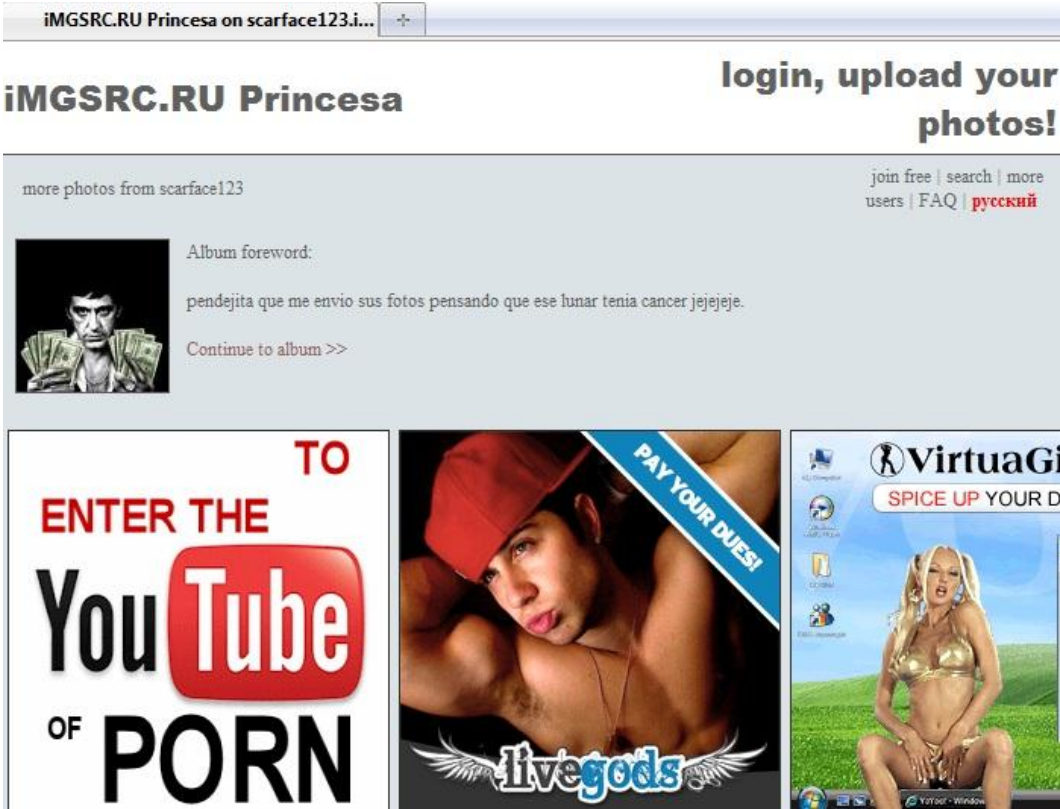 iMGSRC.RU Princesa on scarface123.i...
iMGSRC.RU Princesa
login, upload your
photos!
more photos from scarface123
join free | search | more
users | FAQ | русский
Album foreword:
pendejita que me envio sus fotos pensando que ese lunar tenia cancer jejejeje.
Continue to album >>
TO
ENTER THE
YouTube
OF PORN
PAY YOUR DUES!
livegods
VirtuaGi
SPICE UP YOUR D